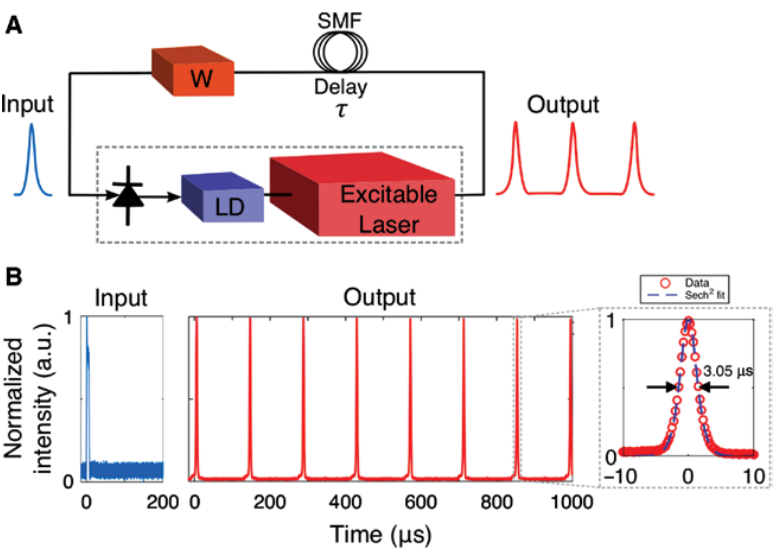 A
SMF
W
Delay
τ
Input
Output
LD
Excitable
Laser
B
Input
Output
Data
Sech² fit
Normalized
intensity (a.u.)
1
0
0
200
0
200
400
600
800
1000
Time (μs)
1
0
3.05 μs
−10
0
10